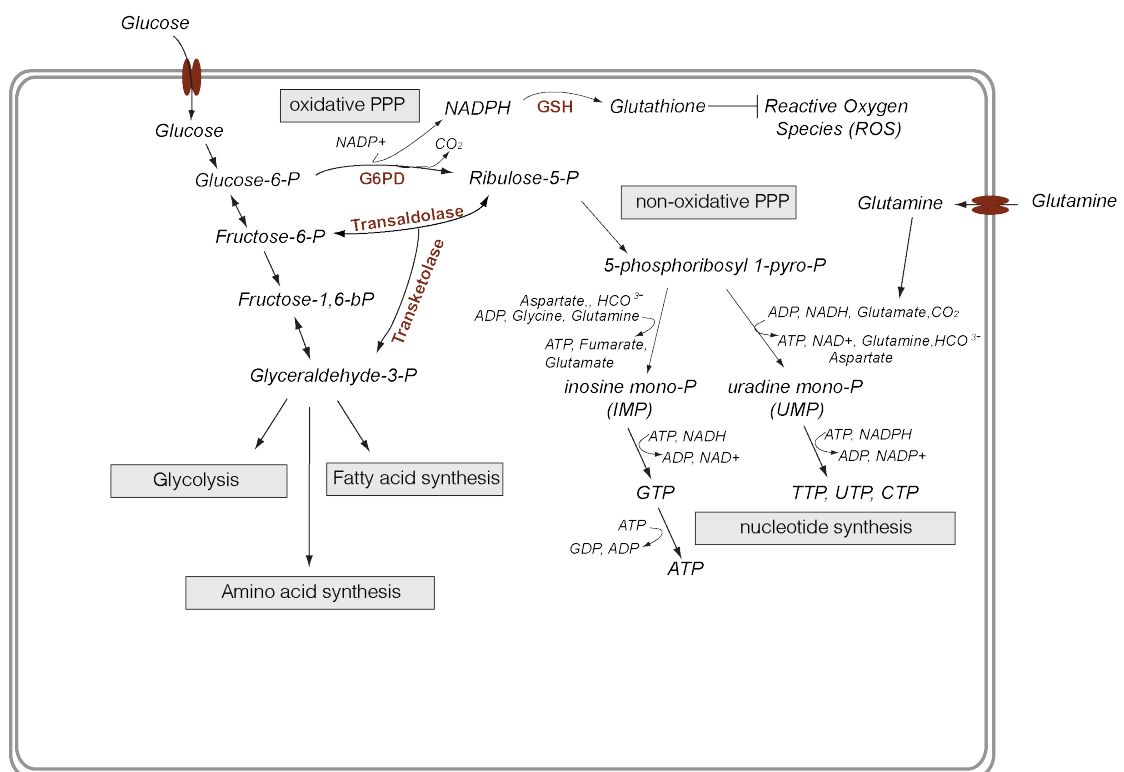 Glucose
oxidative PPP
NADPH
GSH
Glutathione
Reactive Oxygen
Species (ROS)
Glucose
NADP+
CO₂
Glucose-6-P
G6PD
Ribulose-5-P
non-oxidative PPP
Glutamine
Glutamine
Transaldolase
Fructose-6-P
Transketolase
5-phosphoribosyl 1-pyro-P
Fructose-1,6-bP
Aspartate,, HCO³⁻
ADP, Glycine, Glutamine
ADP, NADH, Glutamate,CO₂
ATP, Fumarate,
Glutamate
ATP, NAD+, Glutamine,HCO³⁻
Aspartate
Glyceraldehyde-3-P
inosine mono-P
(IMP)
uradine mono-P
(UMP)
ATP, NADH
ADP, NAD+
ATP, NADPH
ADP, NADP+
Glycolysis
Fatty acid synthesis
GTP
TTP, UTP, CTP
nucleotide synthesis
ATP
GDP, ADP
ATP
Amino acid synthesis